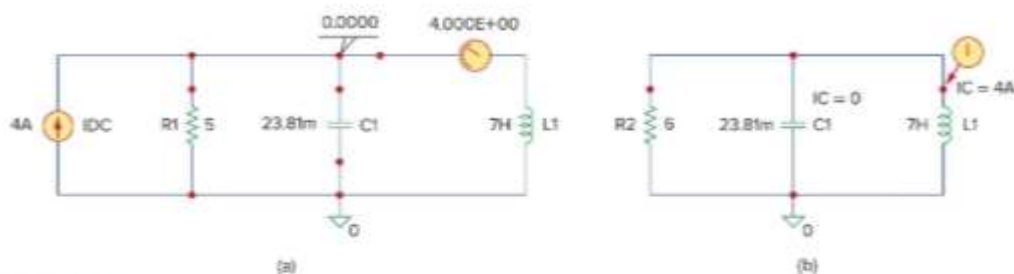 0.0000 4.000E+00
4A IDC R1 5 23.81m C1 7H L1
0
(a)
IC = 0 IC = 4A
R2 6 23.81m C1 7H L1
0
(b)